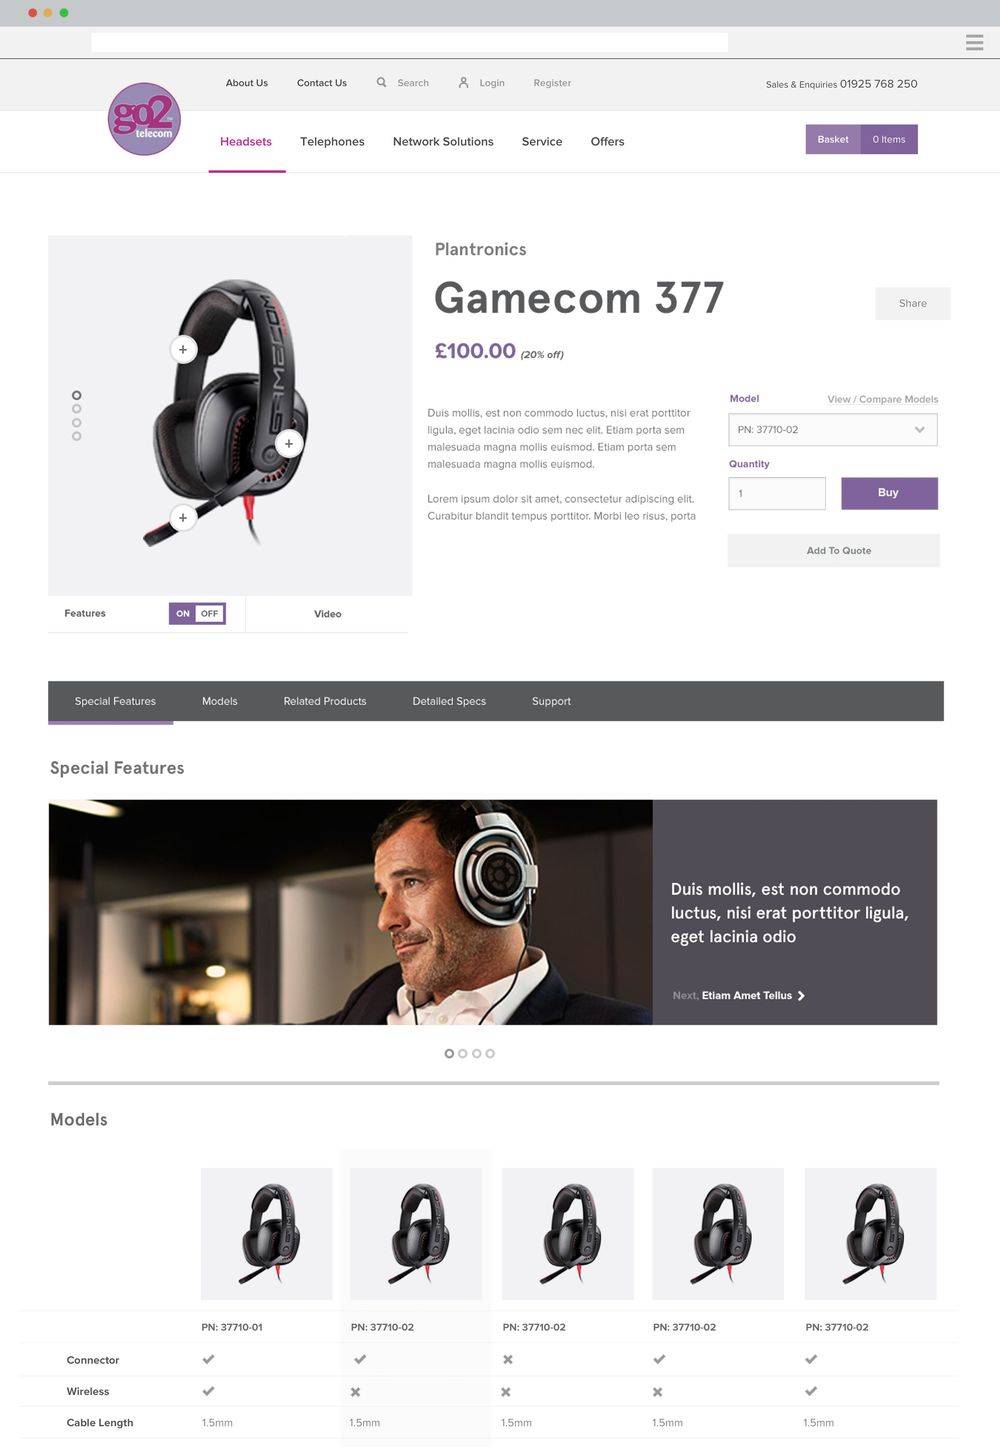 About Us Contact Us Search Login Register Sales & Enquiries 01925 768 250
go2
telecom
Headsets Telephones Network Solutions Service Offers Basket 0 Items
GAMECOM
Plantronics
Gamecom 377
Share
£100.00 (20% off)
Duis mollis, est non commodo luctus, nisi erat porttitor
ligula, eget lacinia odio sem nec elit. Etiam porta sem
malesuada magna mollis euismod. Etiam porta sem
malesuada magna mollis euismod.
Lorem ipsum dolor sit amet, consectetur adipiscing elit.
Curabitur blandit tempus porttitor. Morbi leo risus, porta
Model View / Compare Models
PN: 37710-02
Quantity
1 Buy
Add To Quote
Features ON OFF Video
Special Features Models Related Products Detailed Specs Support
Special Features
Duis mollis, est non commodo
luctus, nisi erat porttitor ligula,
eget lacinia odio
Next, Etiam Amet Tellus
Models
PN: 37710-01 PN: 37710-02 PN: 37710-02 PN: 37710-02 PN: 37710-02
Connector
Wireless
Cable Length 1.5mm 1.5mm 1.5mm 1.5mm 1.5mm